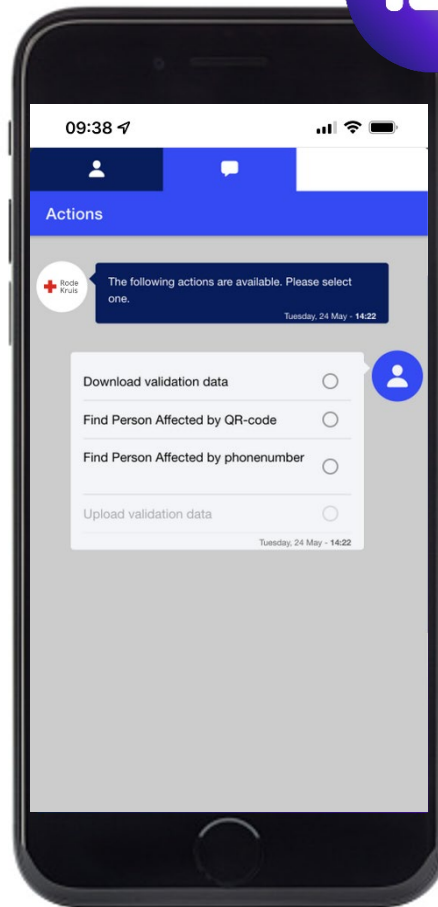 09:38
Actions
Rode
Kruis
The following actions are available. Please select
one.
Tuesday, 24 May - 14:22
Download validation data
Find Person Affected by QR-code
Find Person Affected by phonenumber
Upload validation data
Tuesday, 24 May - 14:22